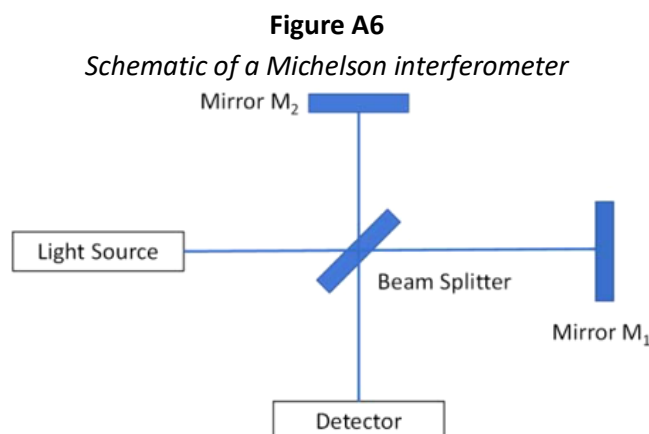 Figure A6
Schematic of a Michelson interferometer
Mirror M₂
Light Source
Beam Splitter
Mirror M₁
Detector